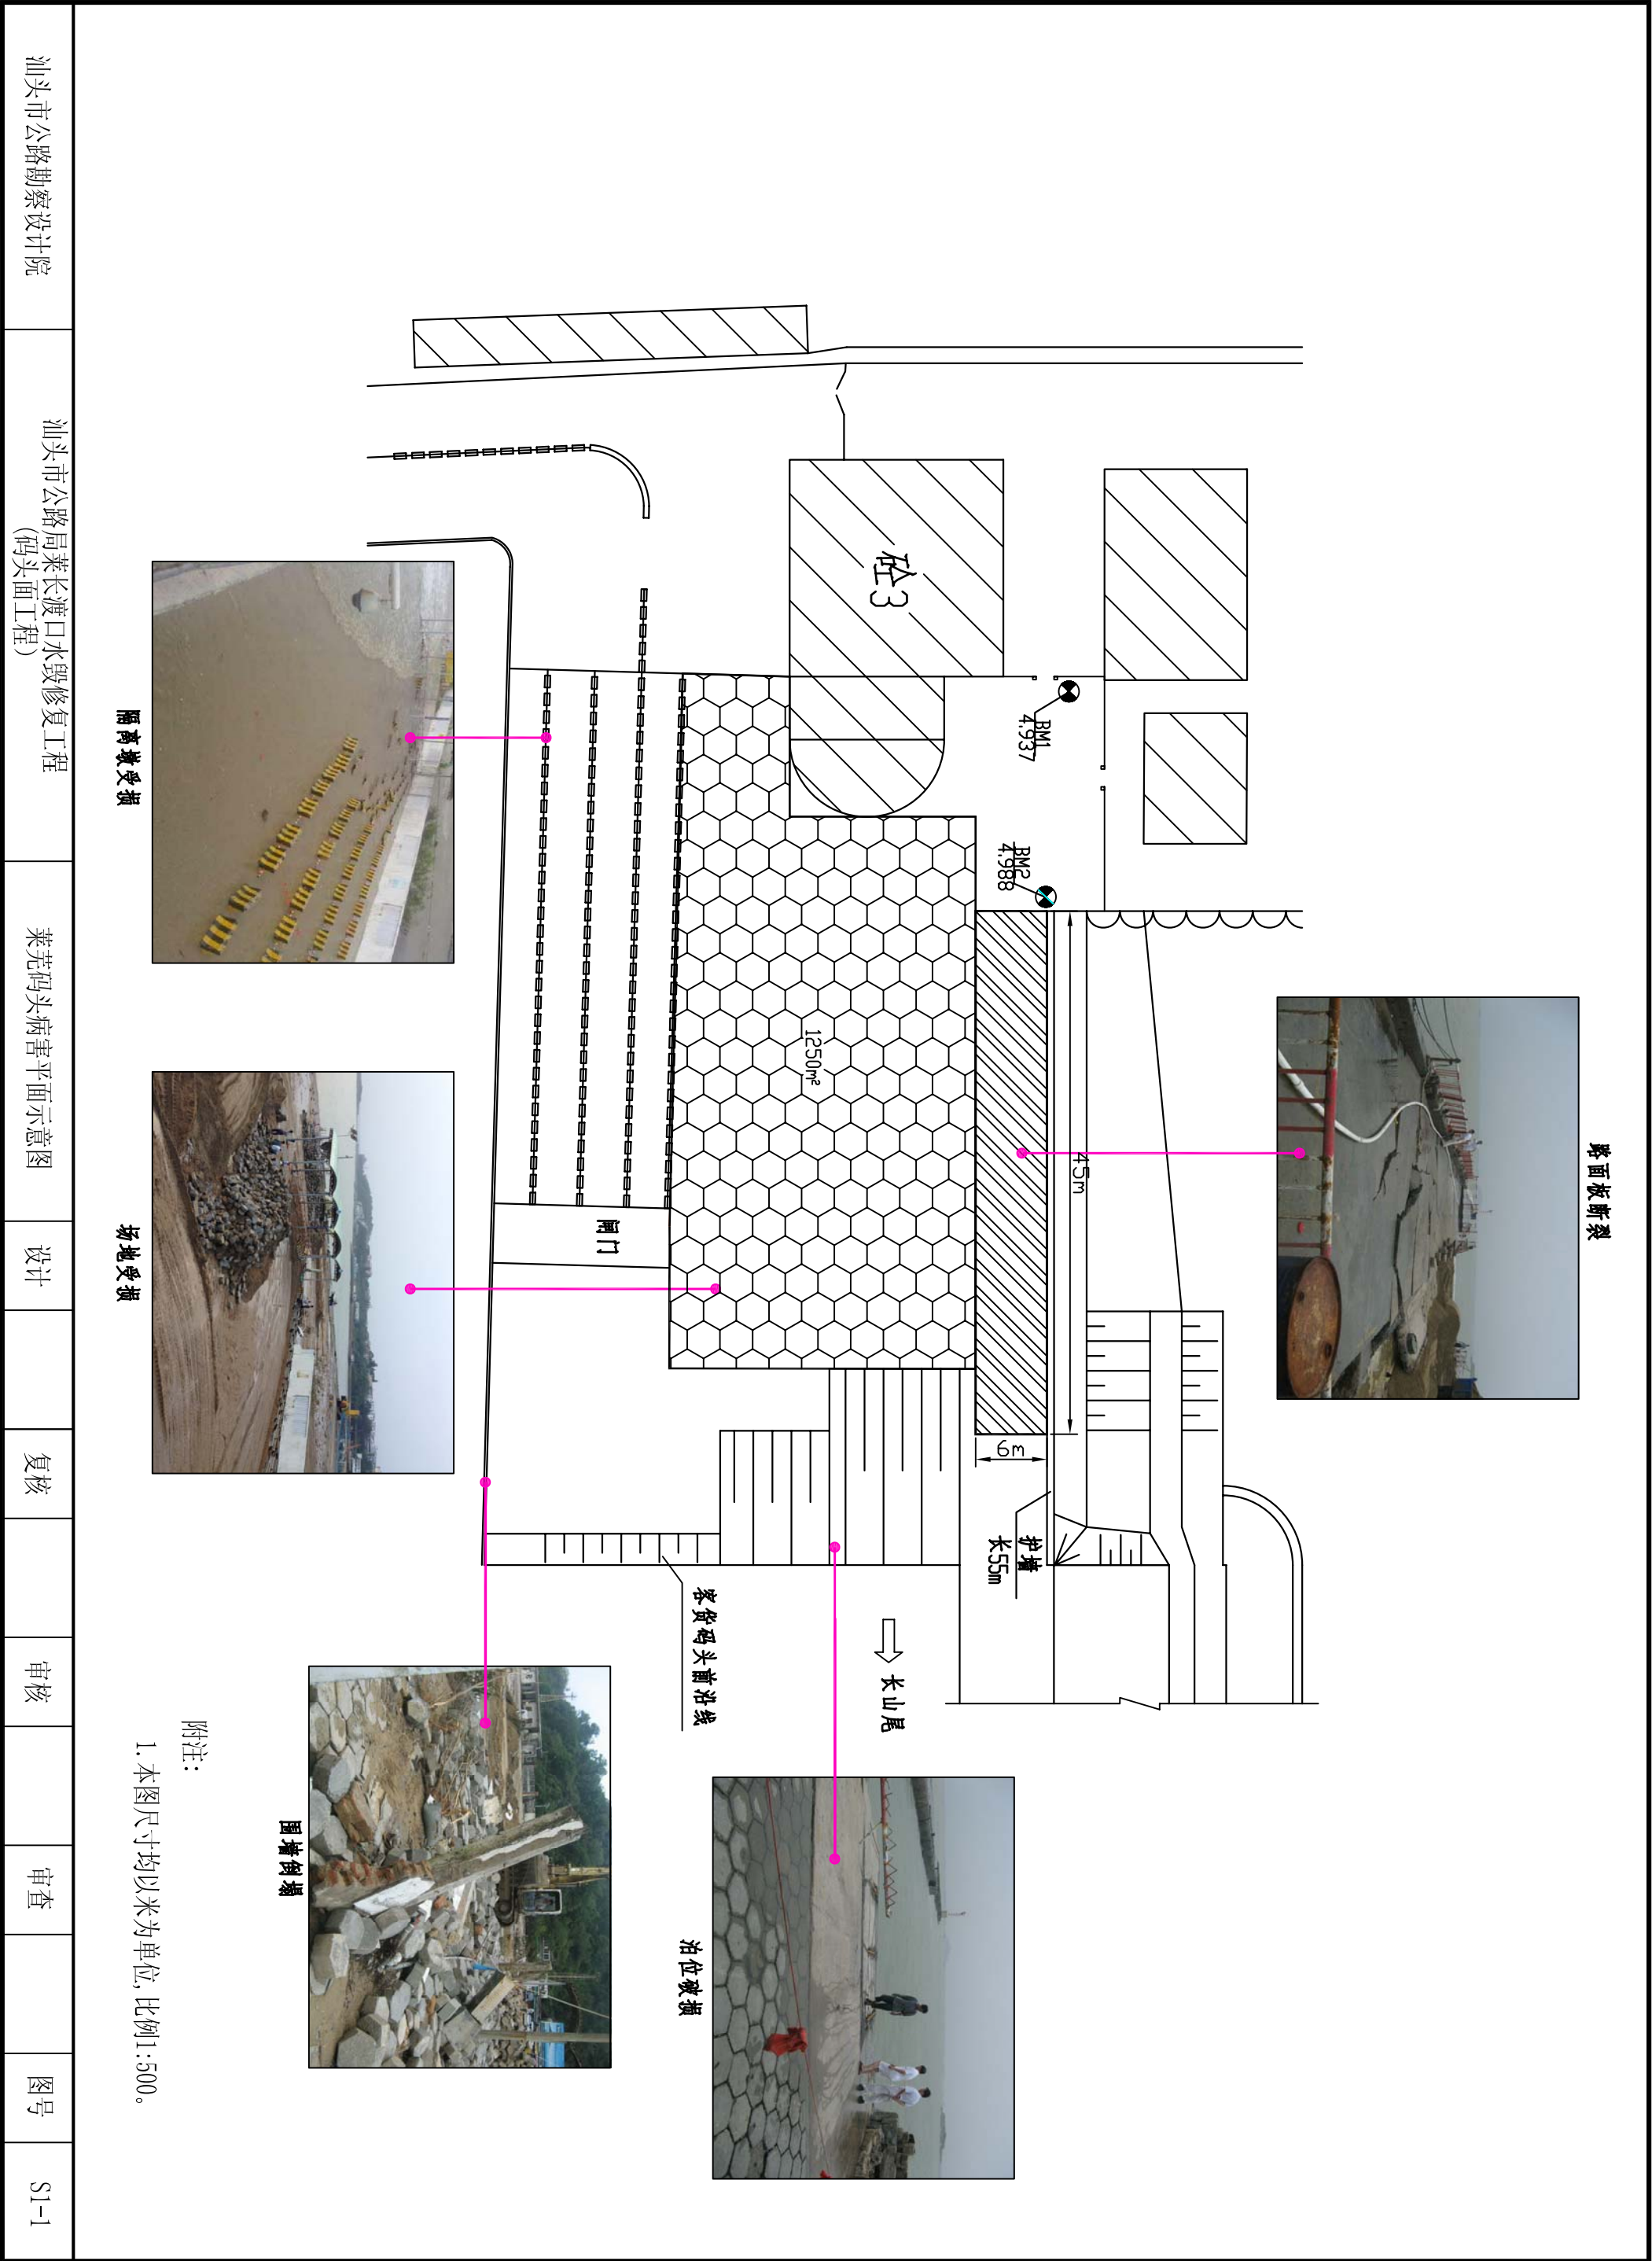 路面板断裂
砼3
BM1
4.937
BM2
4.988
45m
6m
1250m²
闸门
护墙
长55m
长山尾
客货码头前沿线
隔离墩受损
场地受损
围墙倒塌
泊位破损
附注:
1.本图尺寸均以米为单位,比例1:500。
汕头市公路勘察设计院
汕头市公路局莱长渡口水毁修复工程
(码头面工程)
莱芜码头病害平面示意图
设计
复核
审核
审查
图号
S1-1